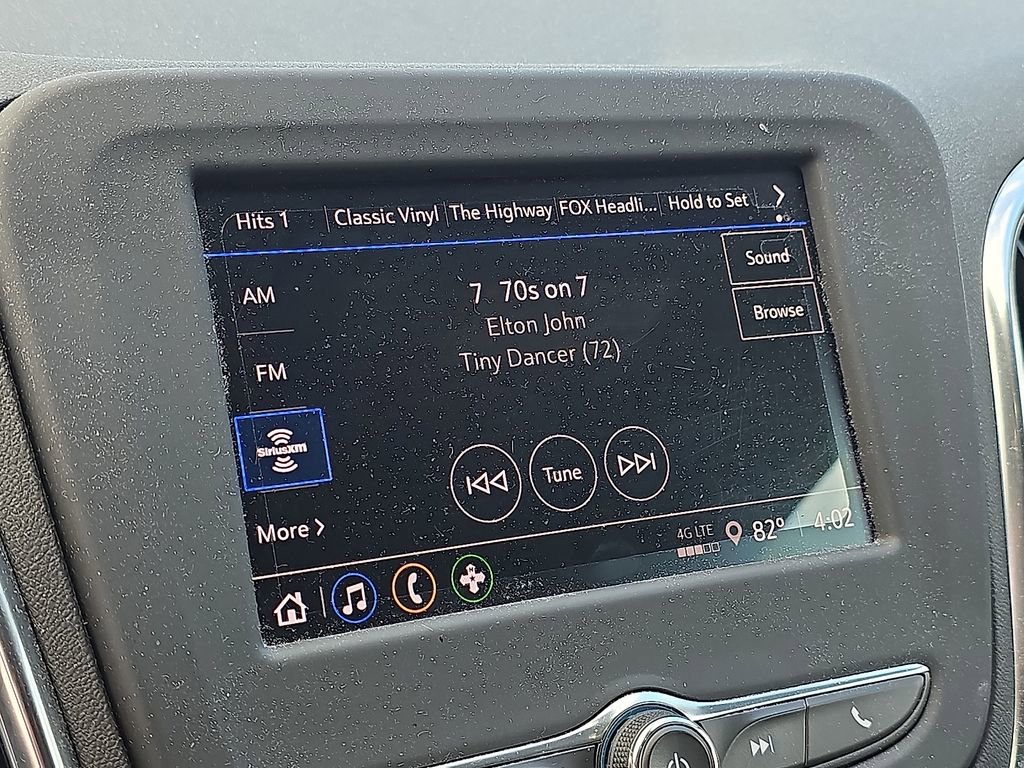 Hits 1
Classic Vinyl
The Highway
FOX Headli...
Hold to Set
Sound
Browse
AM
FM
SiriusXM
More
7 70s on 7
Elton John
Tiny Dancer (72)
Tune
4G LTE
82°
4:02
N